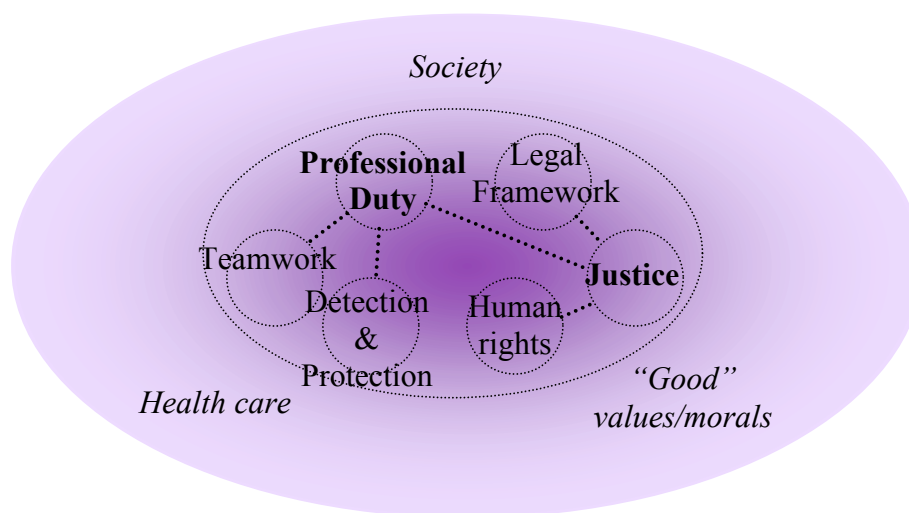 Society
Professional
Duty
Legal
Framework
Teamwork
Justice
Detection
&
Protection
Human
rights
Health care
“Good”
values/morals